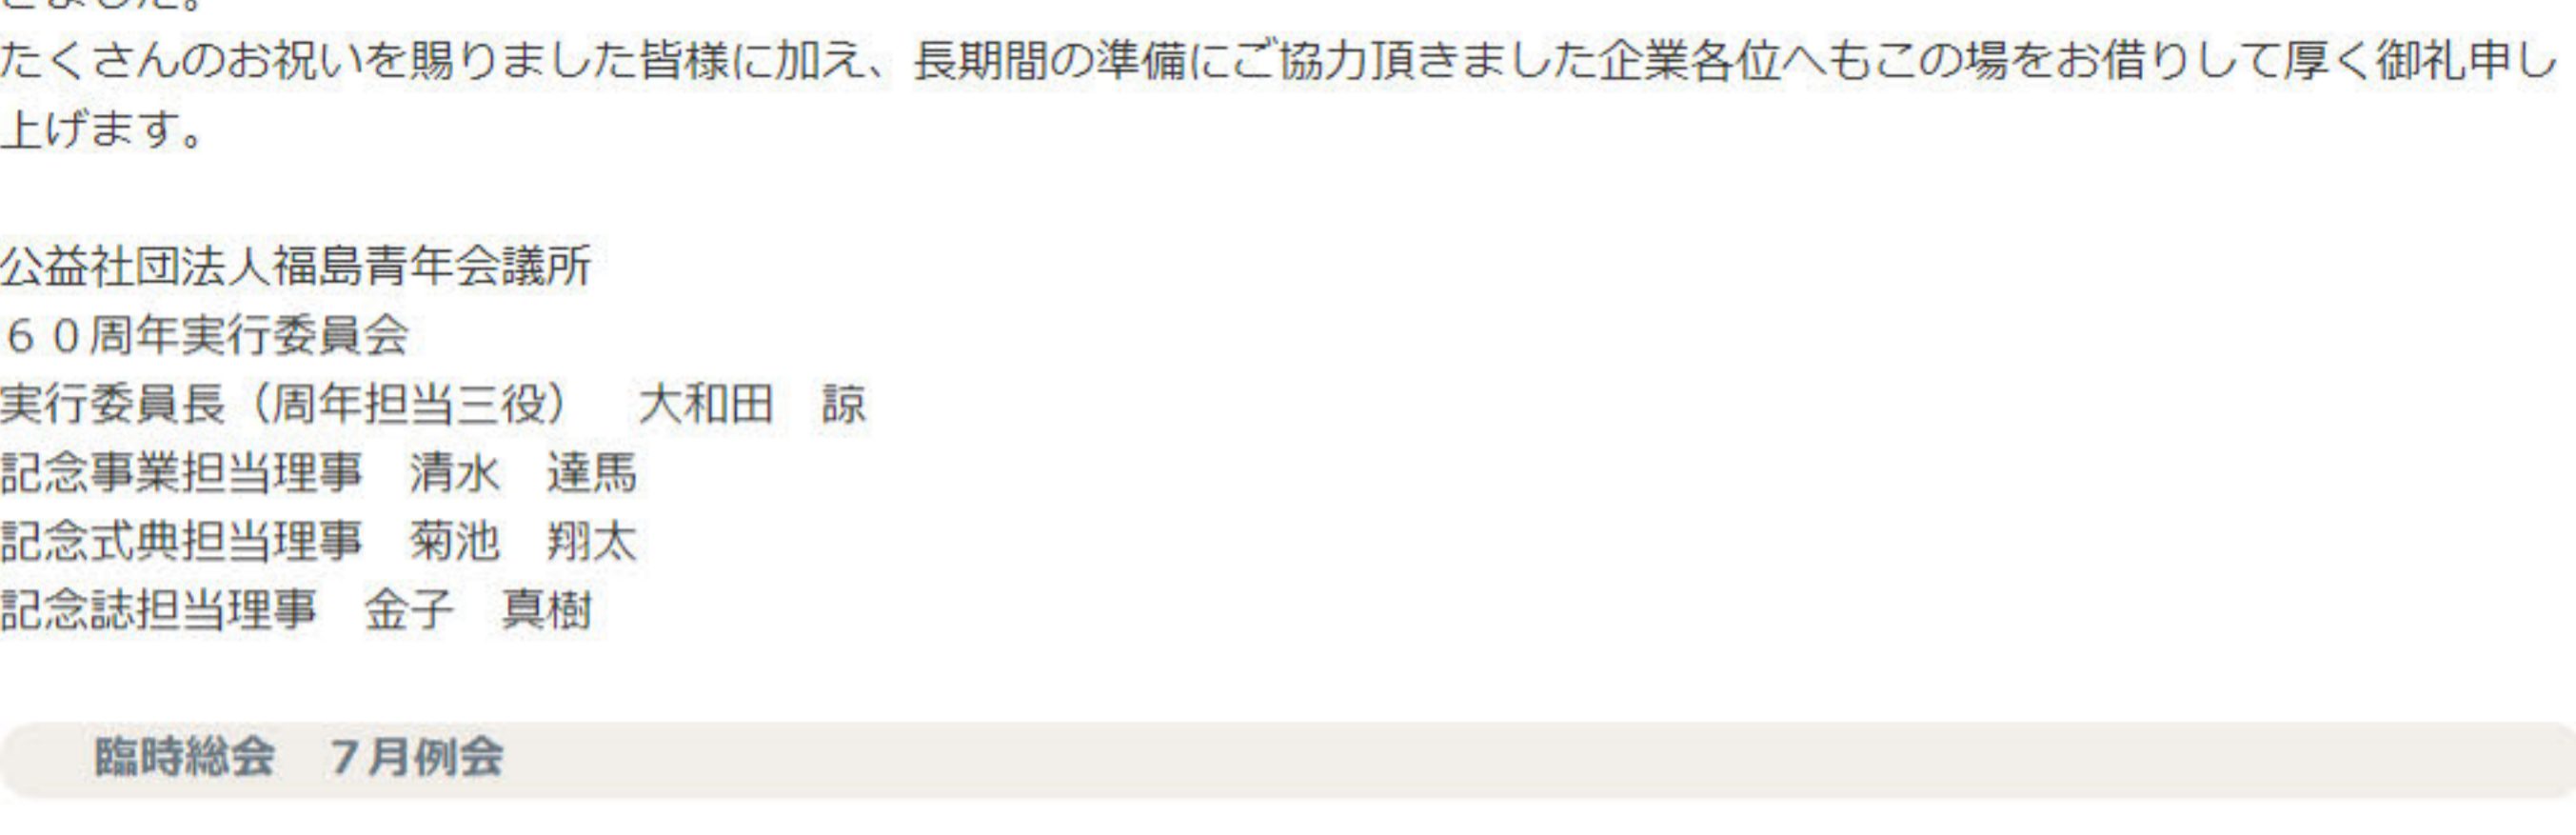 きました。
たくさんのお祝いを賜りました皆様に加え、長期間の準備にご協力頂きました企業各位へもこの場をお借りして厚く御礼申し
上げます。
公益社団法人福島青年会議所
６０周年実行委員会
実行委員長（周年担当三役）　大和田　諒
記念事業担当理事　清水　達馬
記念式典担当理事　菊池　翔太
記念誌担当理事　金子　真樹
臨時総会　７月例会